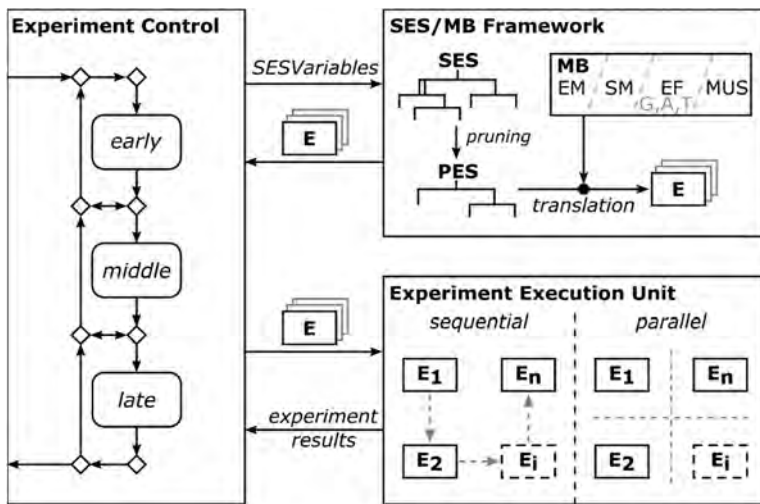 Experiment Control
early
middle
late
SESVariables
E
E
experiment
results
SES/MB Framework
SES
pruning
PES
translation
MB
EM SM EF MUS
G,A,T
E
Experiment Execution Unit
sequential
parallel
E1
En
E2
Ei
E1
En
E2
Ei